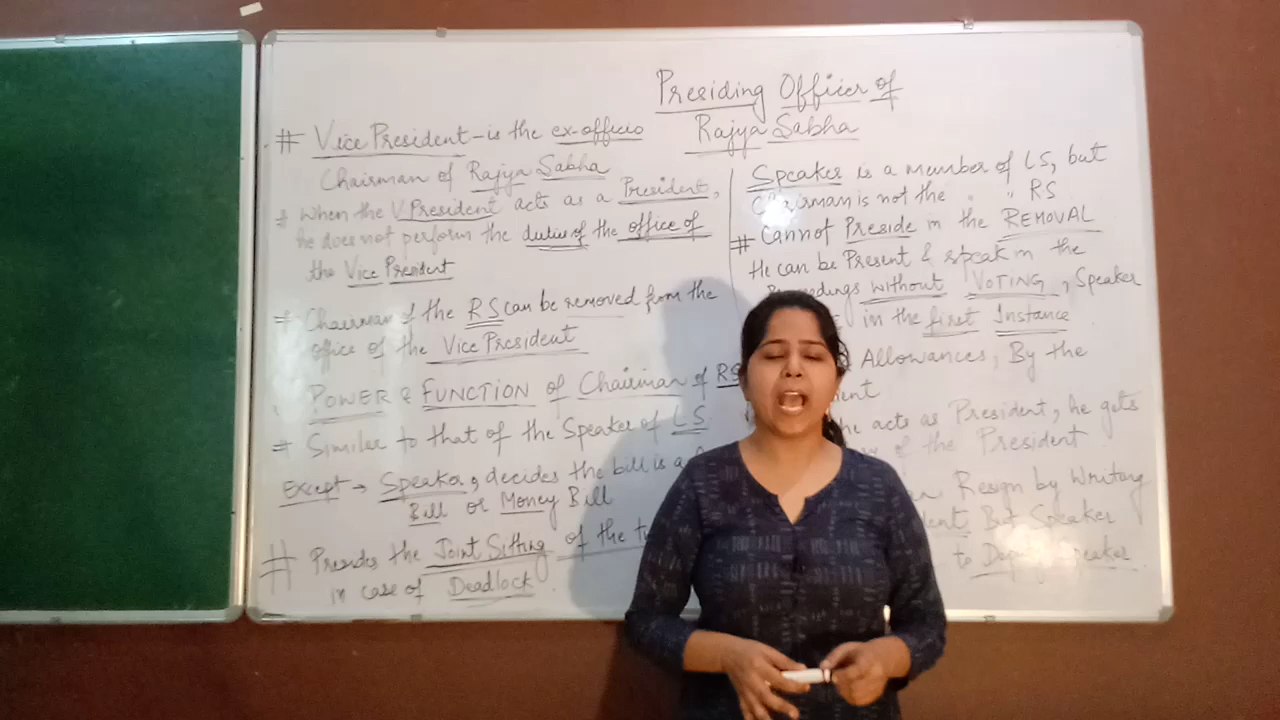 Presiding Officer of
Rajya Sabha
# Vice President - is the ex-officio
Chairman of Rajya Sabha
# When the V President acts as a President,
he does not perform the duties of the office of
the Vice President
# Chairman of the RS can be removed from the
office of the Vice President
POWER & FUNCTION of Chairman of RS
# Similar to that of the Speaker of LS
Except → Speaker, decides the bill is a
Bill or Money Bill
# Presides the Joint Sitting of the
in case of Deadlock.
Speaker is a member of LS, but
Chairman is not the " " RS
# Cannot Preside in the REMOVAL
He can be Present & speak in the
Proceedings without VOTING, Speaker
in the first Instance
Allowances, By the
he acts as President, he gets
of the President
Resign by Writing
But Speaker
to Deputy Speaker.